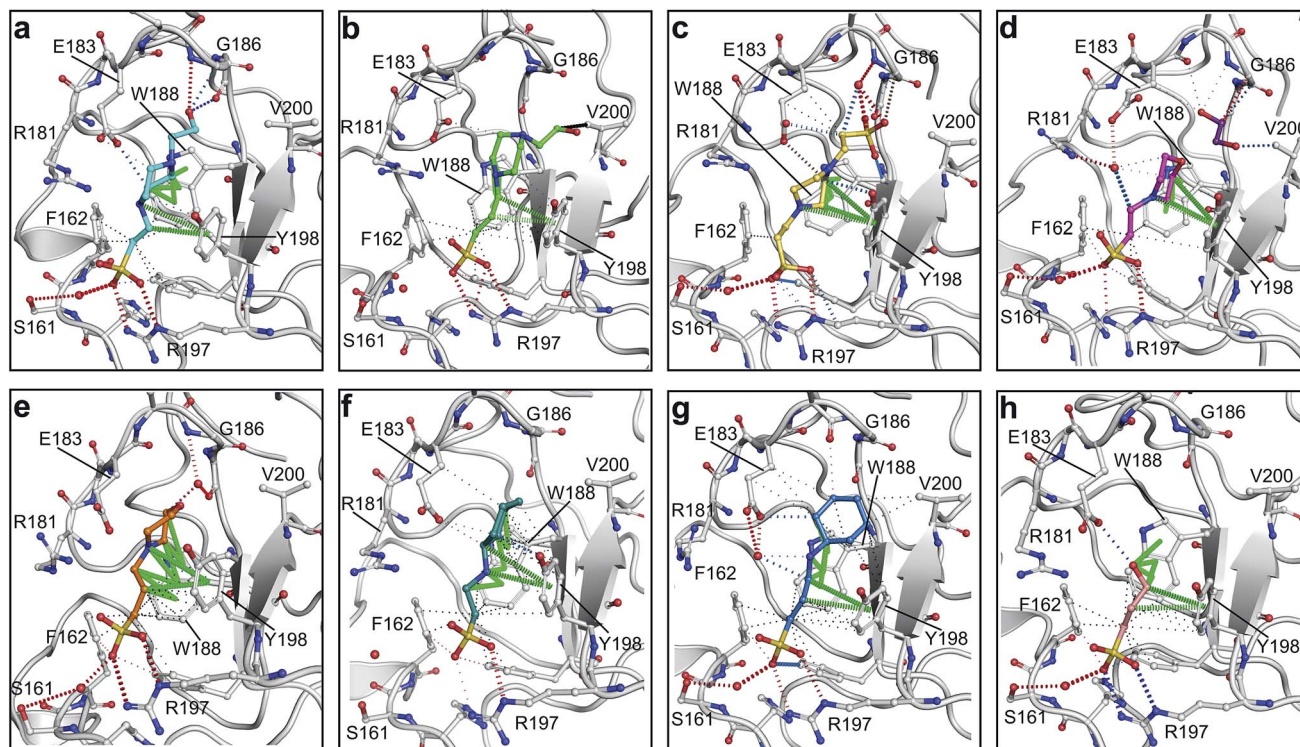 a
E183
G186
W188
V200
R181
F162
Y198
S161
R197
b
E183
G186
V200
R181
W188
F162
Y198
S161
R197
c
G186
E183
W188
V200
R181
F162
Y198
S161
R197
d
E183
G186
R181
W188
V200
F162
Y198
S161
R197
e
E183
G186
V200
R181
F162
Y198
W188
S161
R197
f
G186
E183
V200
W188
R181
F162
Y198
S161
R197
g
G186
E183
W188
V200
R181
F162
Y198
S161
R197
h
G186
E183
W188
V200
R181
F162
Y198
S161
R197